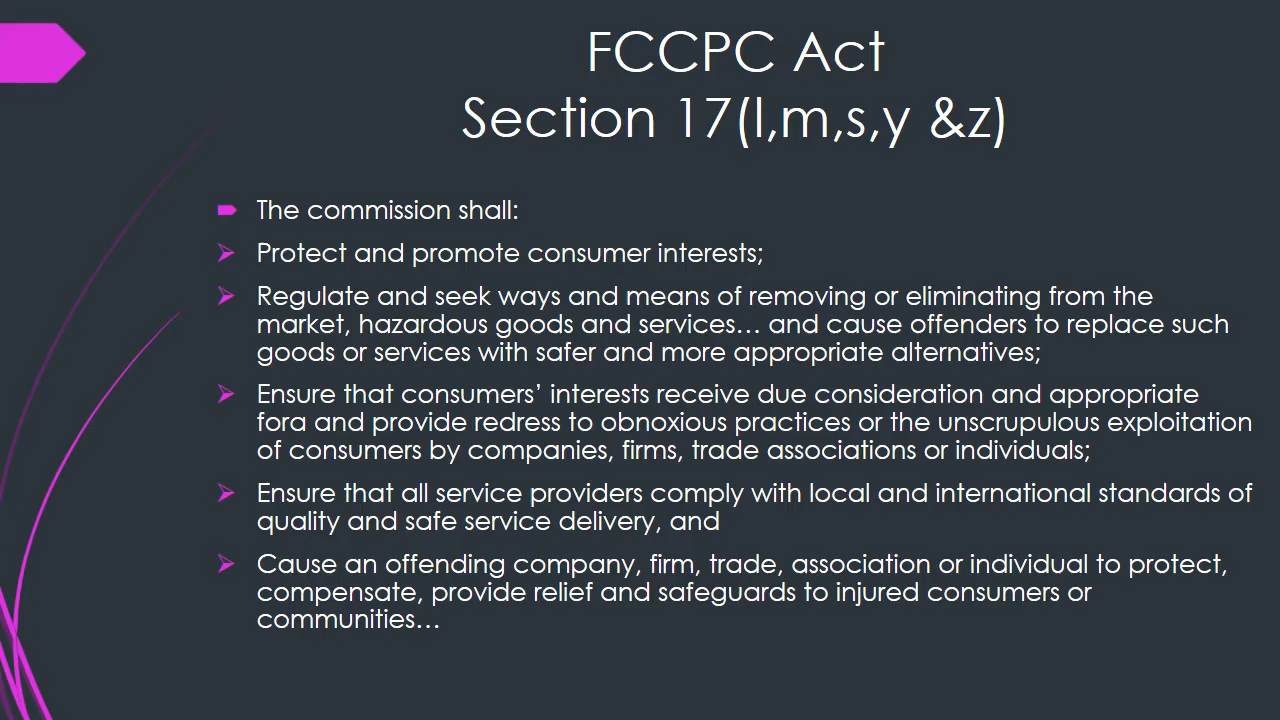 FCCPC Act
Section 17(l,m,s,y &z)
The commission shall:
Protect and promote consumer interests;
Regulate and seek ways and means of removing or eliminating from the
market, hazardous goods and services… and cause offenders to replace such
goods or services with safer and more appropriate alternatives;
Ensure that consumers’ interests receive due consideration and appropriate
fora and provide redress to obnoxious practices or the unscrupulous exploitation
of consumers by companies, firms, trade associations or individuals;
Ensure that all service providers comply with local and international standards of
quality and safe service delivery, and
Cause an offending company, firm, trade, association or individual to protect,
compensate, provide relief and safeguards to injured consumers or
communities…